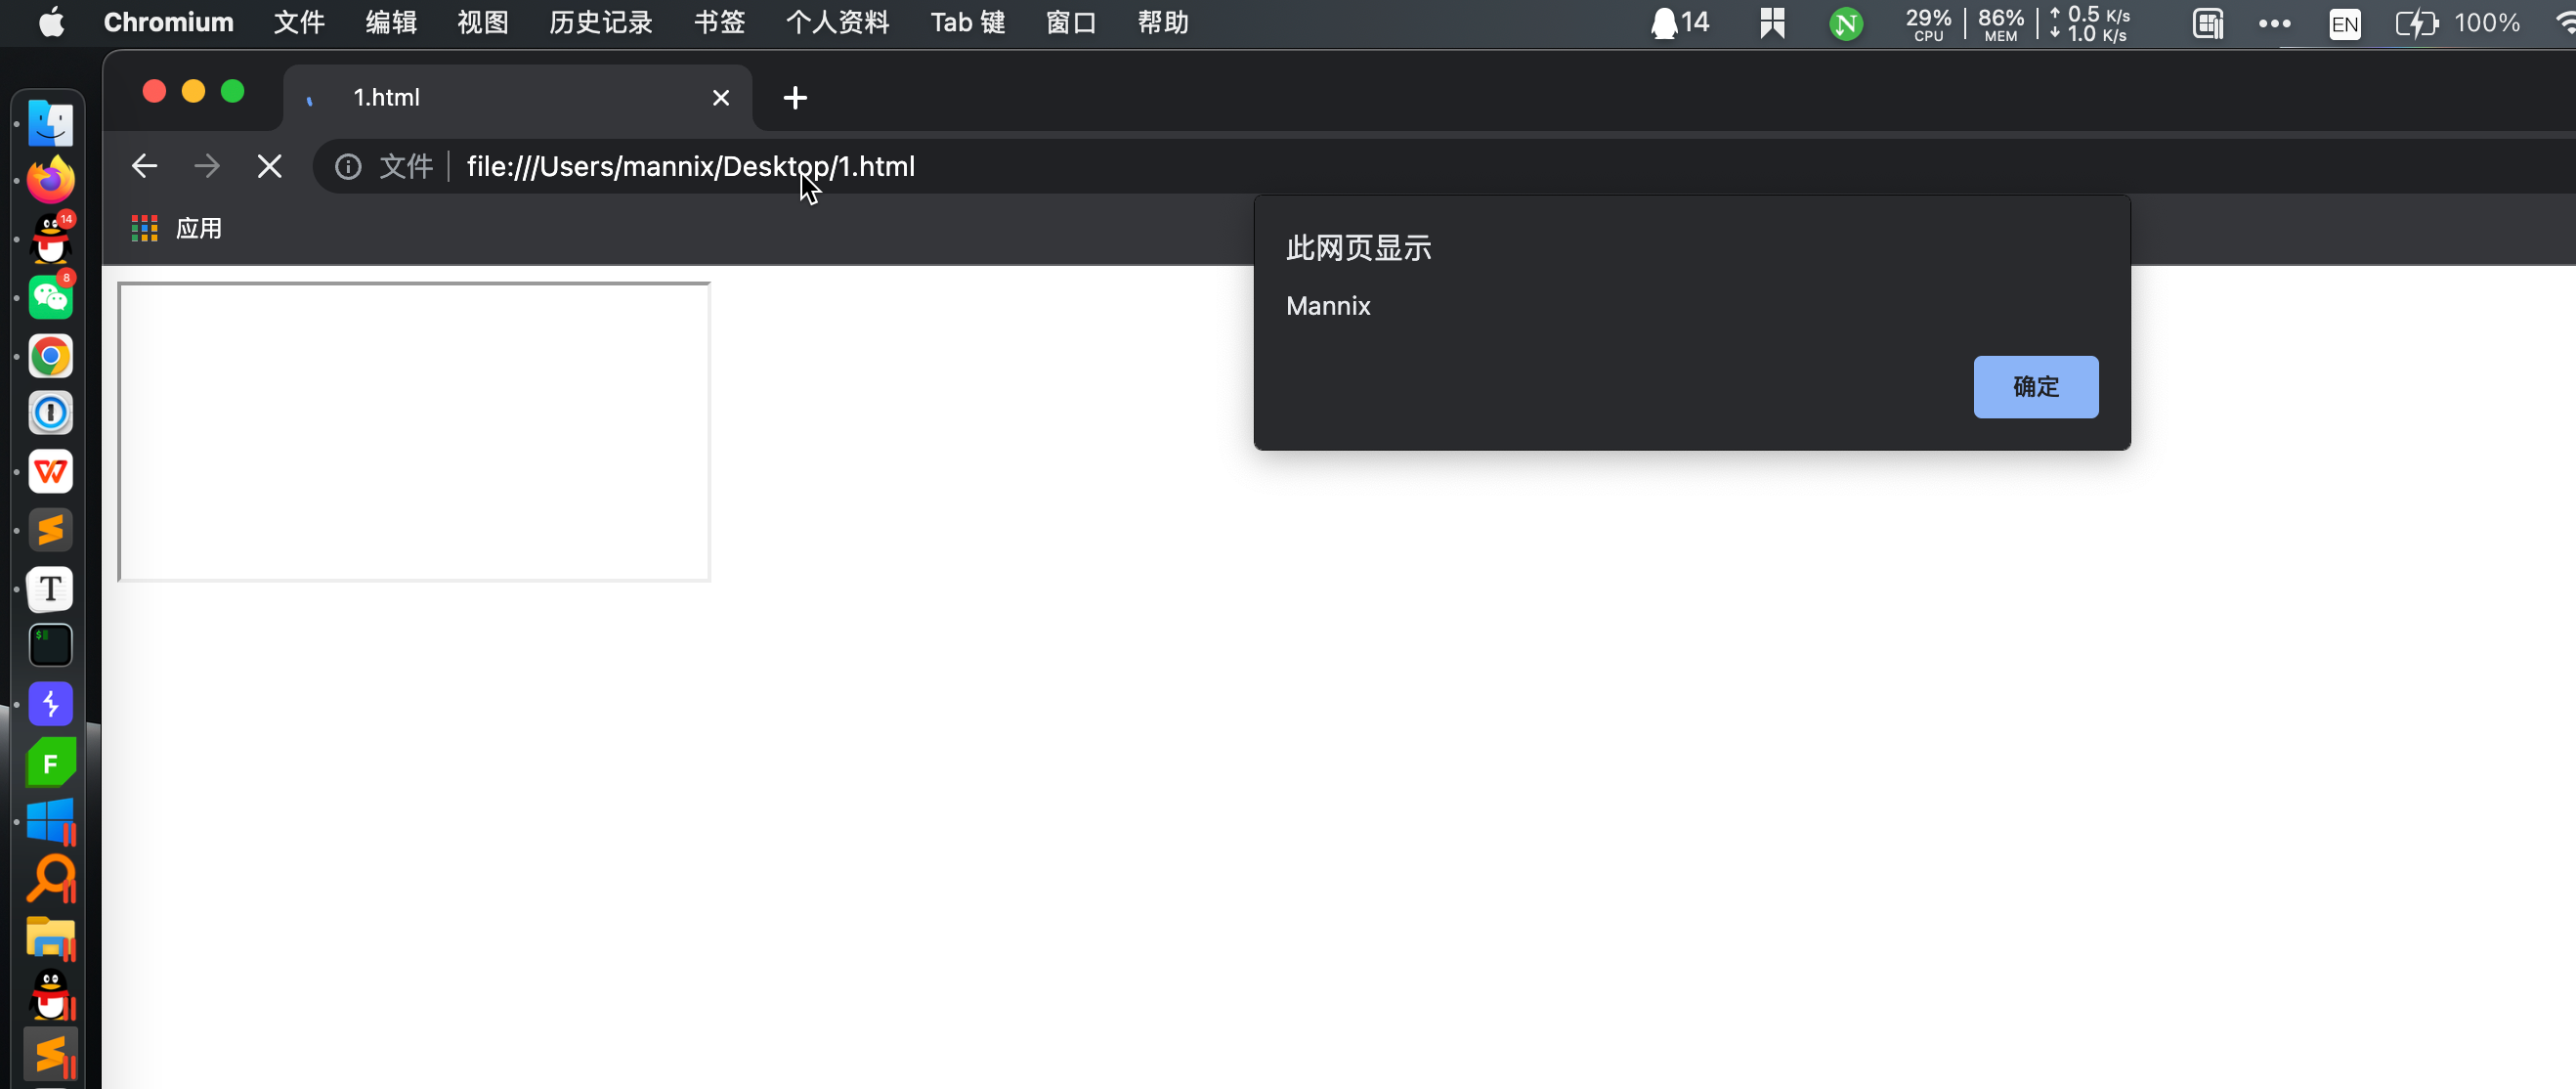 Chromium 文件 编辑 视图 历史记录 书签 个人资料 Tab 键 窗口 帮助 14 N 29% CPU 86% MEM ↑ 0.5 K/s ↓ 1.0 K/s ••• EN 100%
1.html
文件 file:///Users/mannix/Desktop/1.html
应用
此网页显示
Mannix
确定
14
8
W
T
$
F